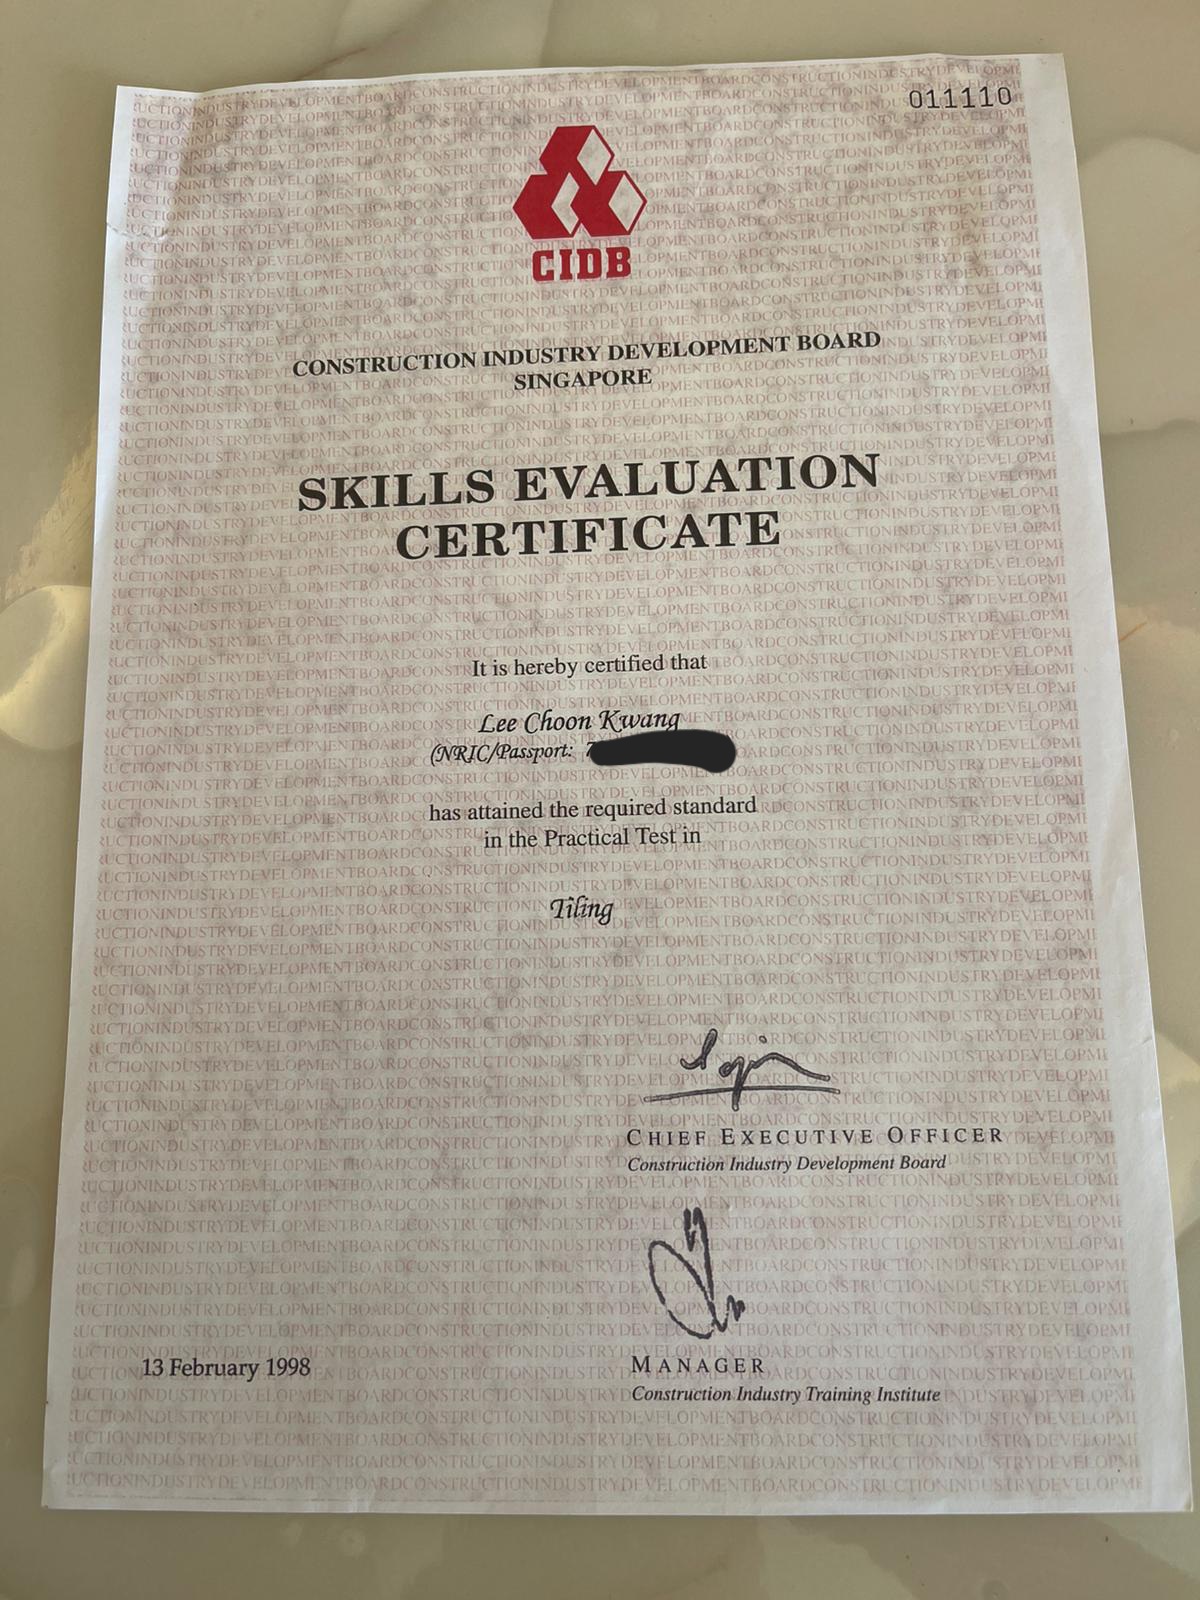 011110
CIDB
CONSTRUCTION INDUSTRY DEVELOPMENT BOARD
SINGAPORE
SKILLS EVALUATION
CERTIFICATE
It is hereby certified that
Lee Choon Kwang
(NRIC/Passport: 7
has attained the required standard
in the Practical Test in
Tiling
CHIEF EXECUTIVE OFFICER
Construction Industry Development Board
13 February 1998
MANAGER
Construction Industry Training Institute